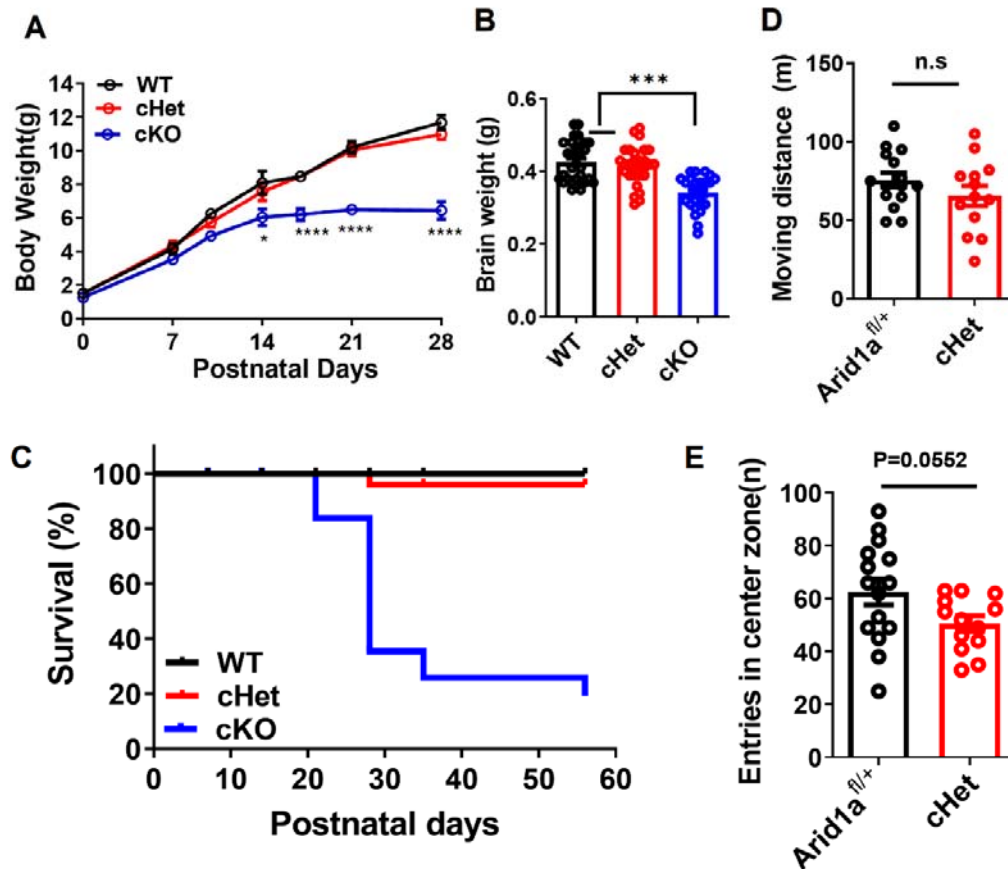 A
WT
cHet
cKO
Body Weight(g)
14
12
10
8
6
4
2
0
* **** **** ****
0 7 14 21 28
Postnatal Days
B
***
Brain weight (g)
0.6
0.4
0.2
0.0
WT cHet cKO
D
n.s
Moving distance (m)
150
100
50
0
Arid1a fl/+ cHet
C
Survival (%)
100
80
60
40
20
0
WT
cHet
cKO
0 10 20 30 40 50 60
Postnatal days
E
P=0.0552
Entries in center zone(n)
100
80
60
40
20
0
Arid1a fl/+ cHet